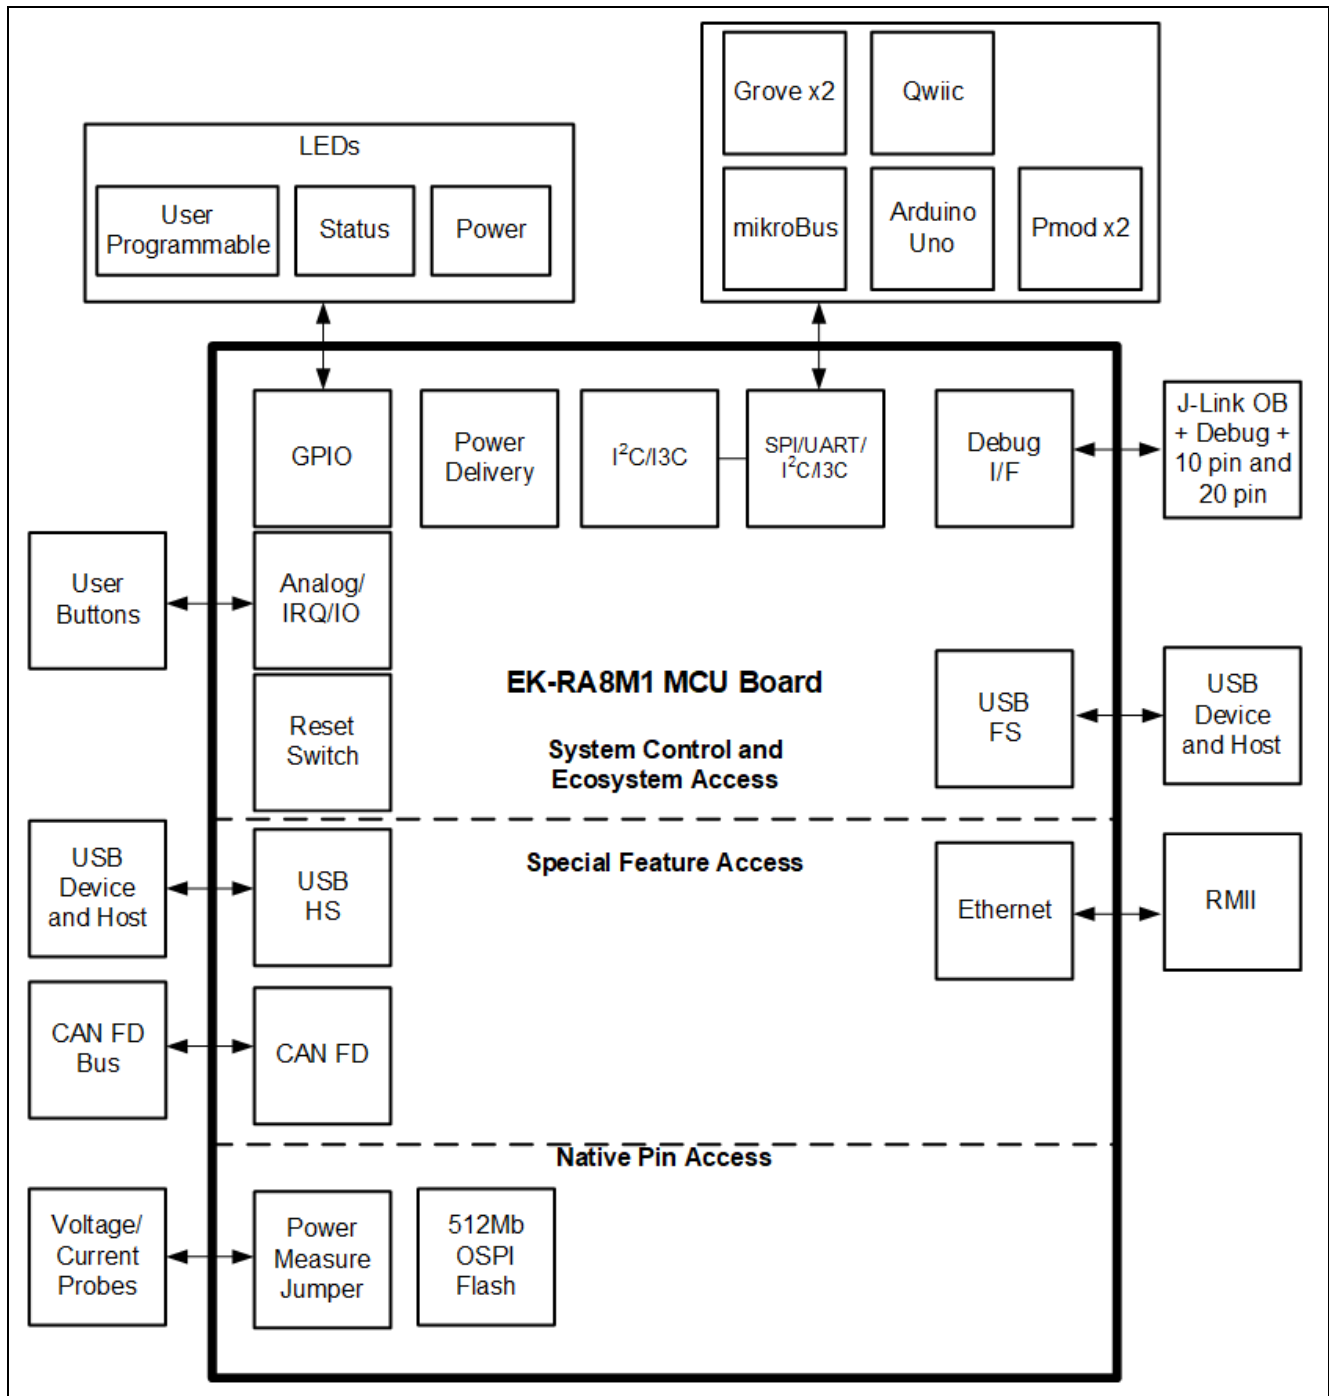 Grove x2
Qwiic
mikroBus
Arduino
Uno
Pmod x2
LEDs
User
Programmable
Status
Power
GPIO
Power
Delivery
I²C/I3C
SPI/UART/
I²C/I3C
Debug
I/F
J-Link OB
+ Debug +
10 pin and
20 pin
User
Buttons
Analog/
IRQ/IO
Reset
Switch
EK-RA8M1 MCU Board
System Control and
Ecosystem Access
USB
FS
USB
Device
and Host
USB
Device
and Host
USB
HS
Special Feature Access
Ethernet
RMII
CAN FD
Bus
CAN FD
Native Pin Access
Voltage/
Current
Probes
Power
Measure
Jumper
512Mb
OSPI
Flash